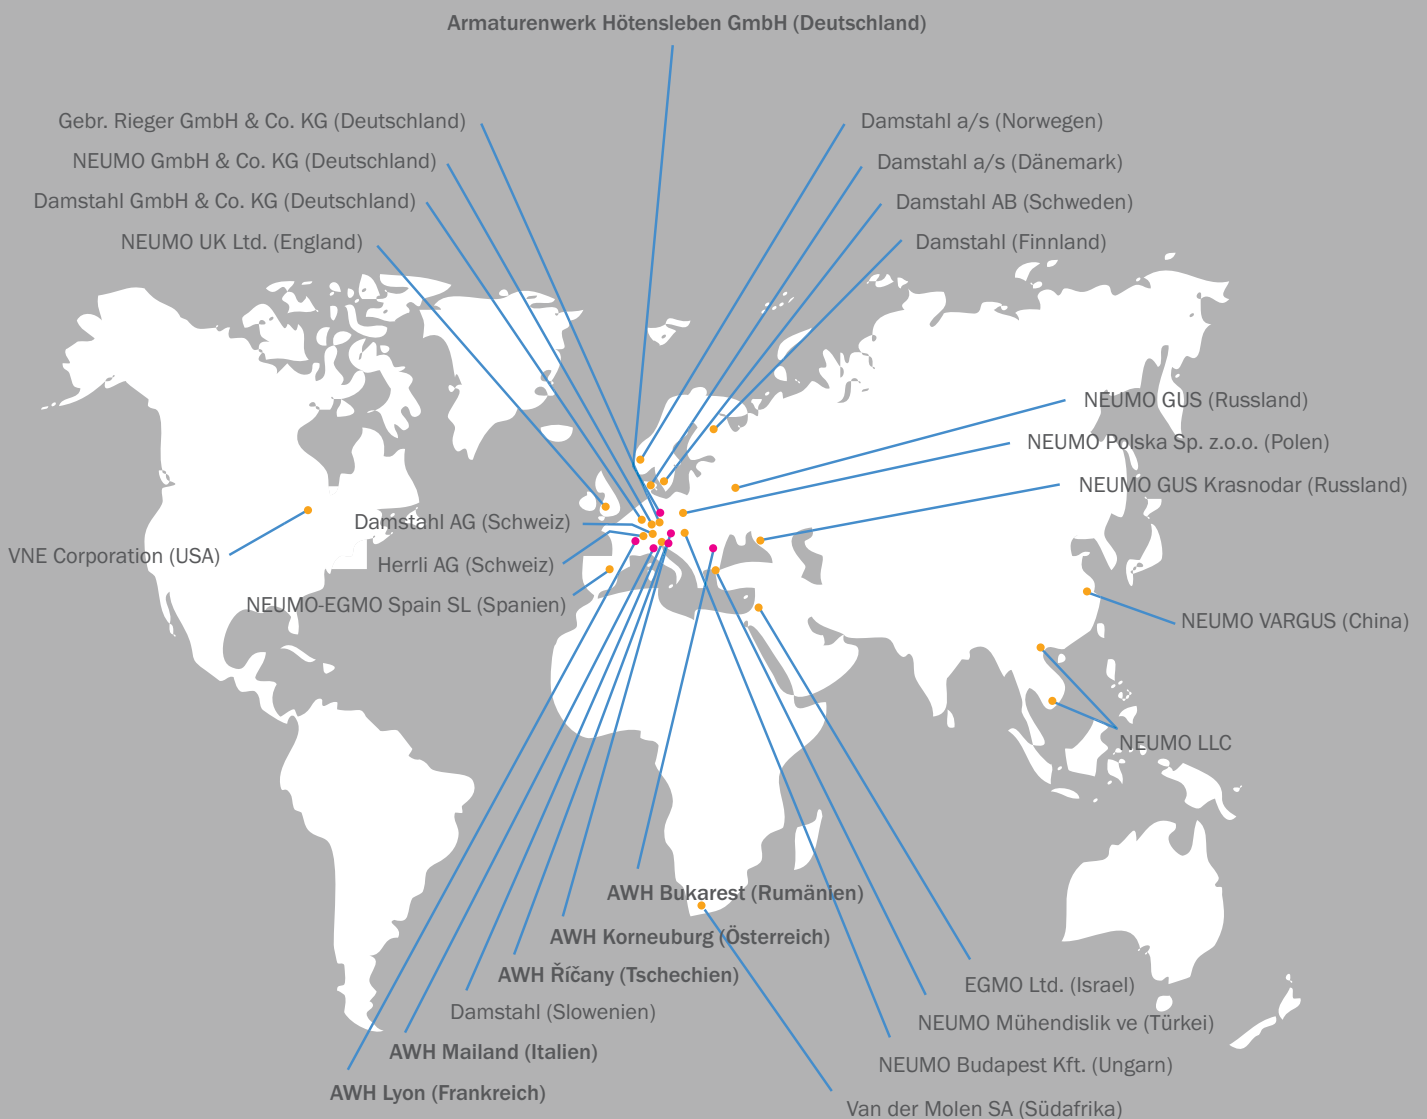 Armaturenwerk Hötensleben GmbH (Deutschland)
Gebr. Rieger GmbH & Co. KG (Deutschland)
NEUMO GmbH & Co. KG (Deutschland)
Damstahl GmbH & Co. KG (Deutschland)
NEUMO UK Ltd. (England)
Damstahl a/s (Norwegen)
Damstahl a/s (Dänemark)
Damstahl AB (Schweden)
Damstahl (Finnland)
NEUMO GUS (Russland)
NEUMO Polska Sp. z.o.o. (Polen)
NEUMO GUS Krasnodar (Russland)
Damstahl AG (Schweiz)
VNE Corporation (USA)
Herrli AG (Schweiz)
NEUMO-EGMO Spain SL (Spanien)
NEUMO VARGUS (China)
NEUMO LLC
AWH Bukarest (Rumänien)
AWH Korneuburg (Österreich)
AWH Říčany (Tschechien)
Damstahl (Slowenien)
AWH Mailand (Italien)
AWH Lyon (Frankreich)
EGMO Ltd. (Israel)
NEUMO Mühendislik ve (Türkei)
NEUMO Budapest Kft. (Ungarn)
Van der Molen SA (Südafrika)